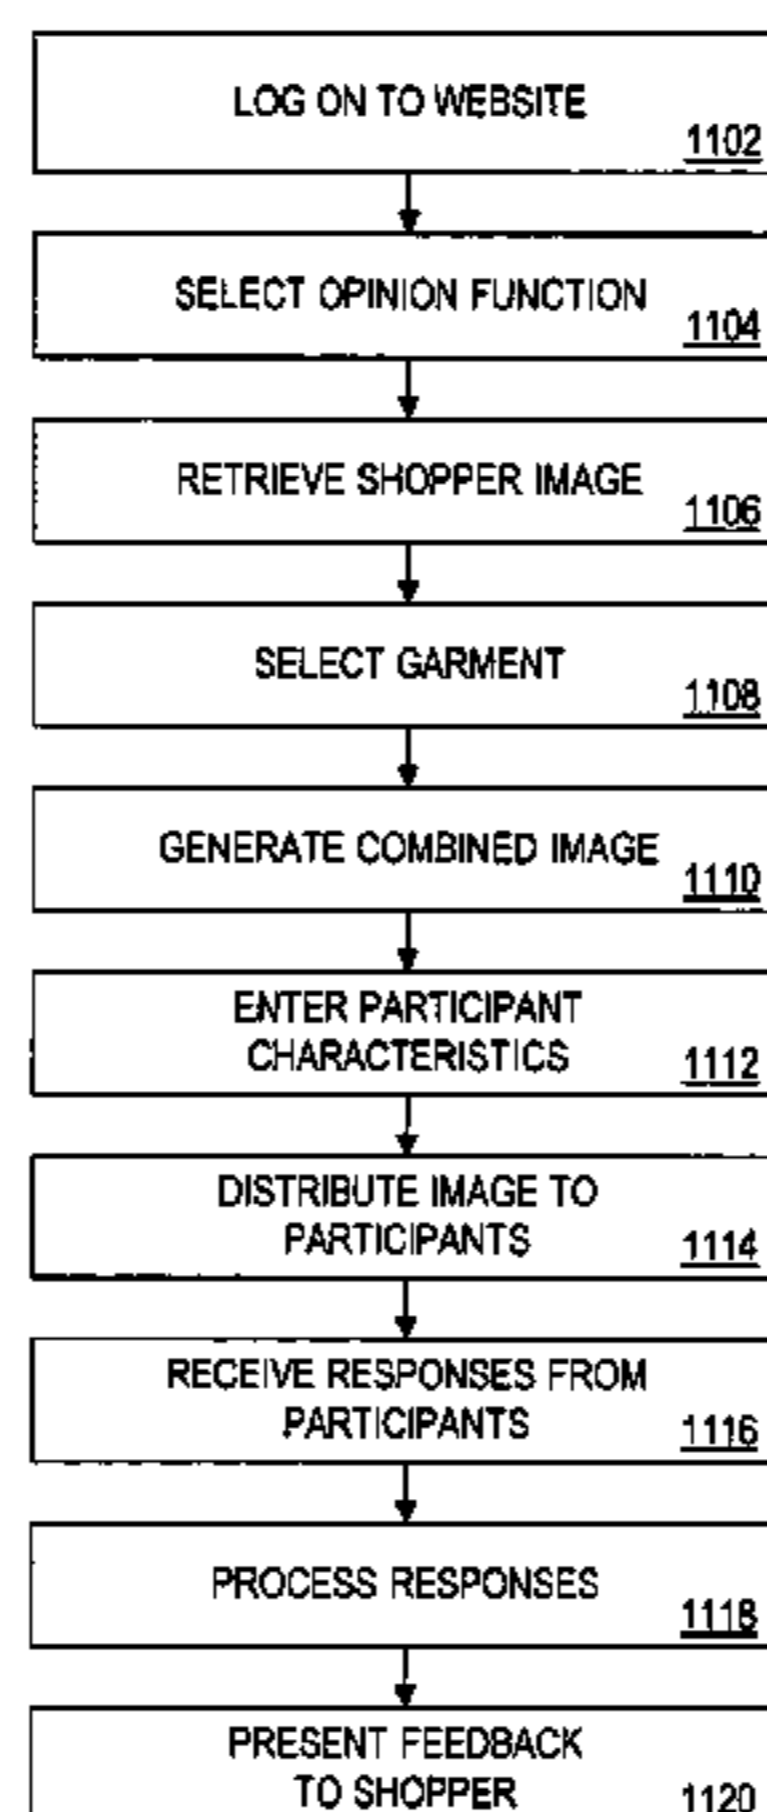 LOG ON TO WEBSITE
1102
SELECT OPINION FUNCTION
1104
RETRIEVE SHOPPER IMAGE
1106
SELECT GARMENT
1108
GENERATE COMBINED IMAGE
1110
ENTER PARTICIPANT
CHARACTERISTICS
1112
DISTRIBUTE IMAGE TO
PARTICIPANTS
1114
RECEIVE RESPONSES FROM
PARTICIPANTS
1116
PROCESS RESPONSES
1118
PRESENT FEEDBACK
TO SHOPPER
1120